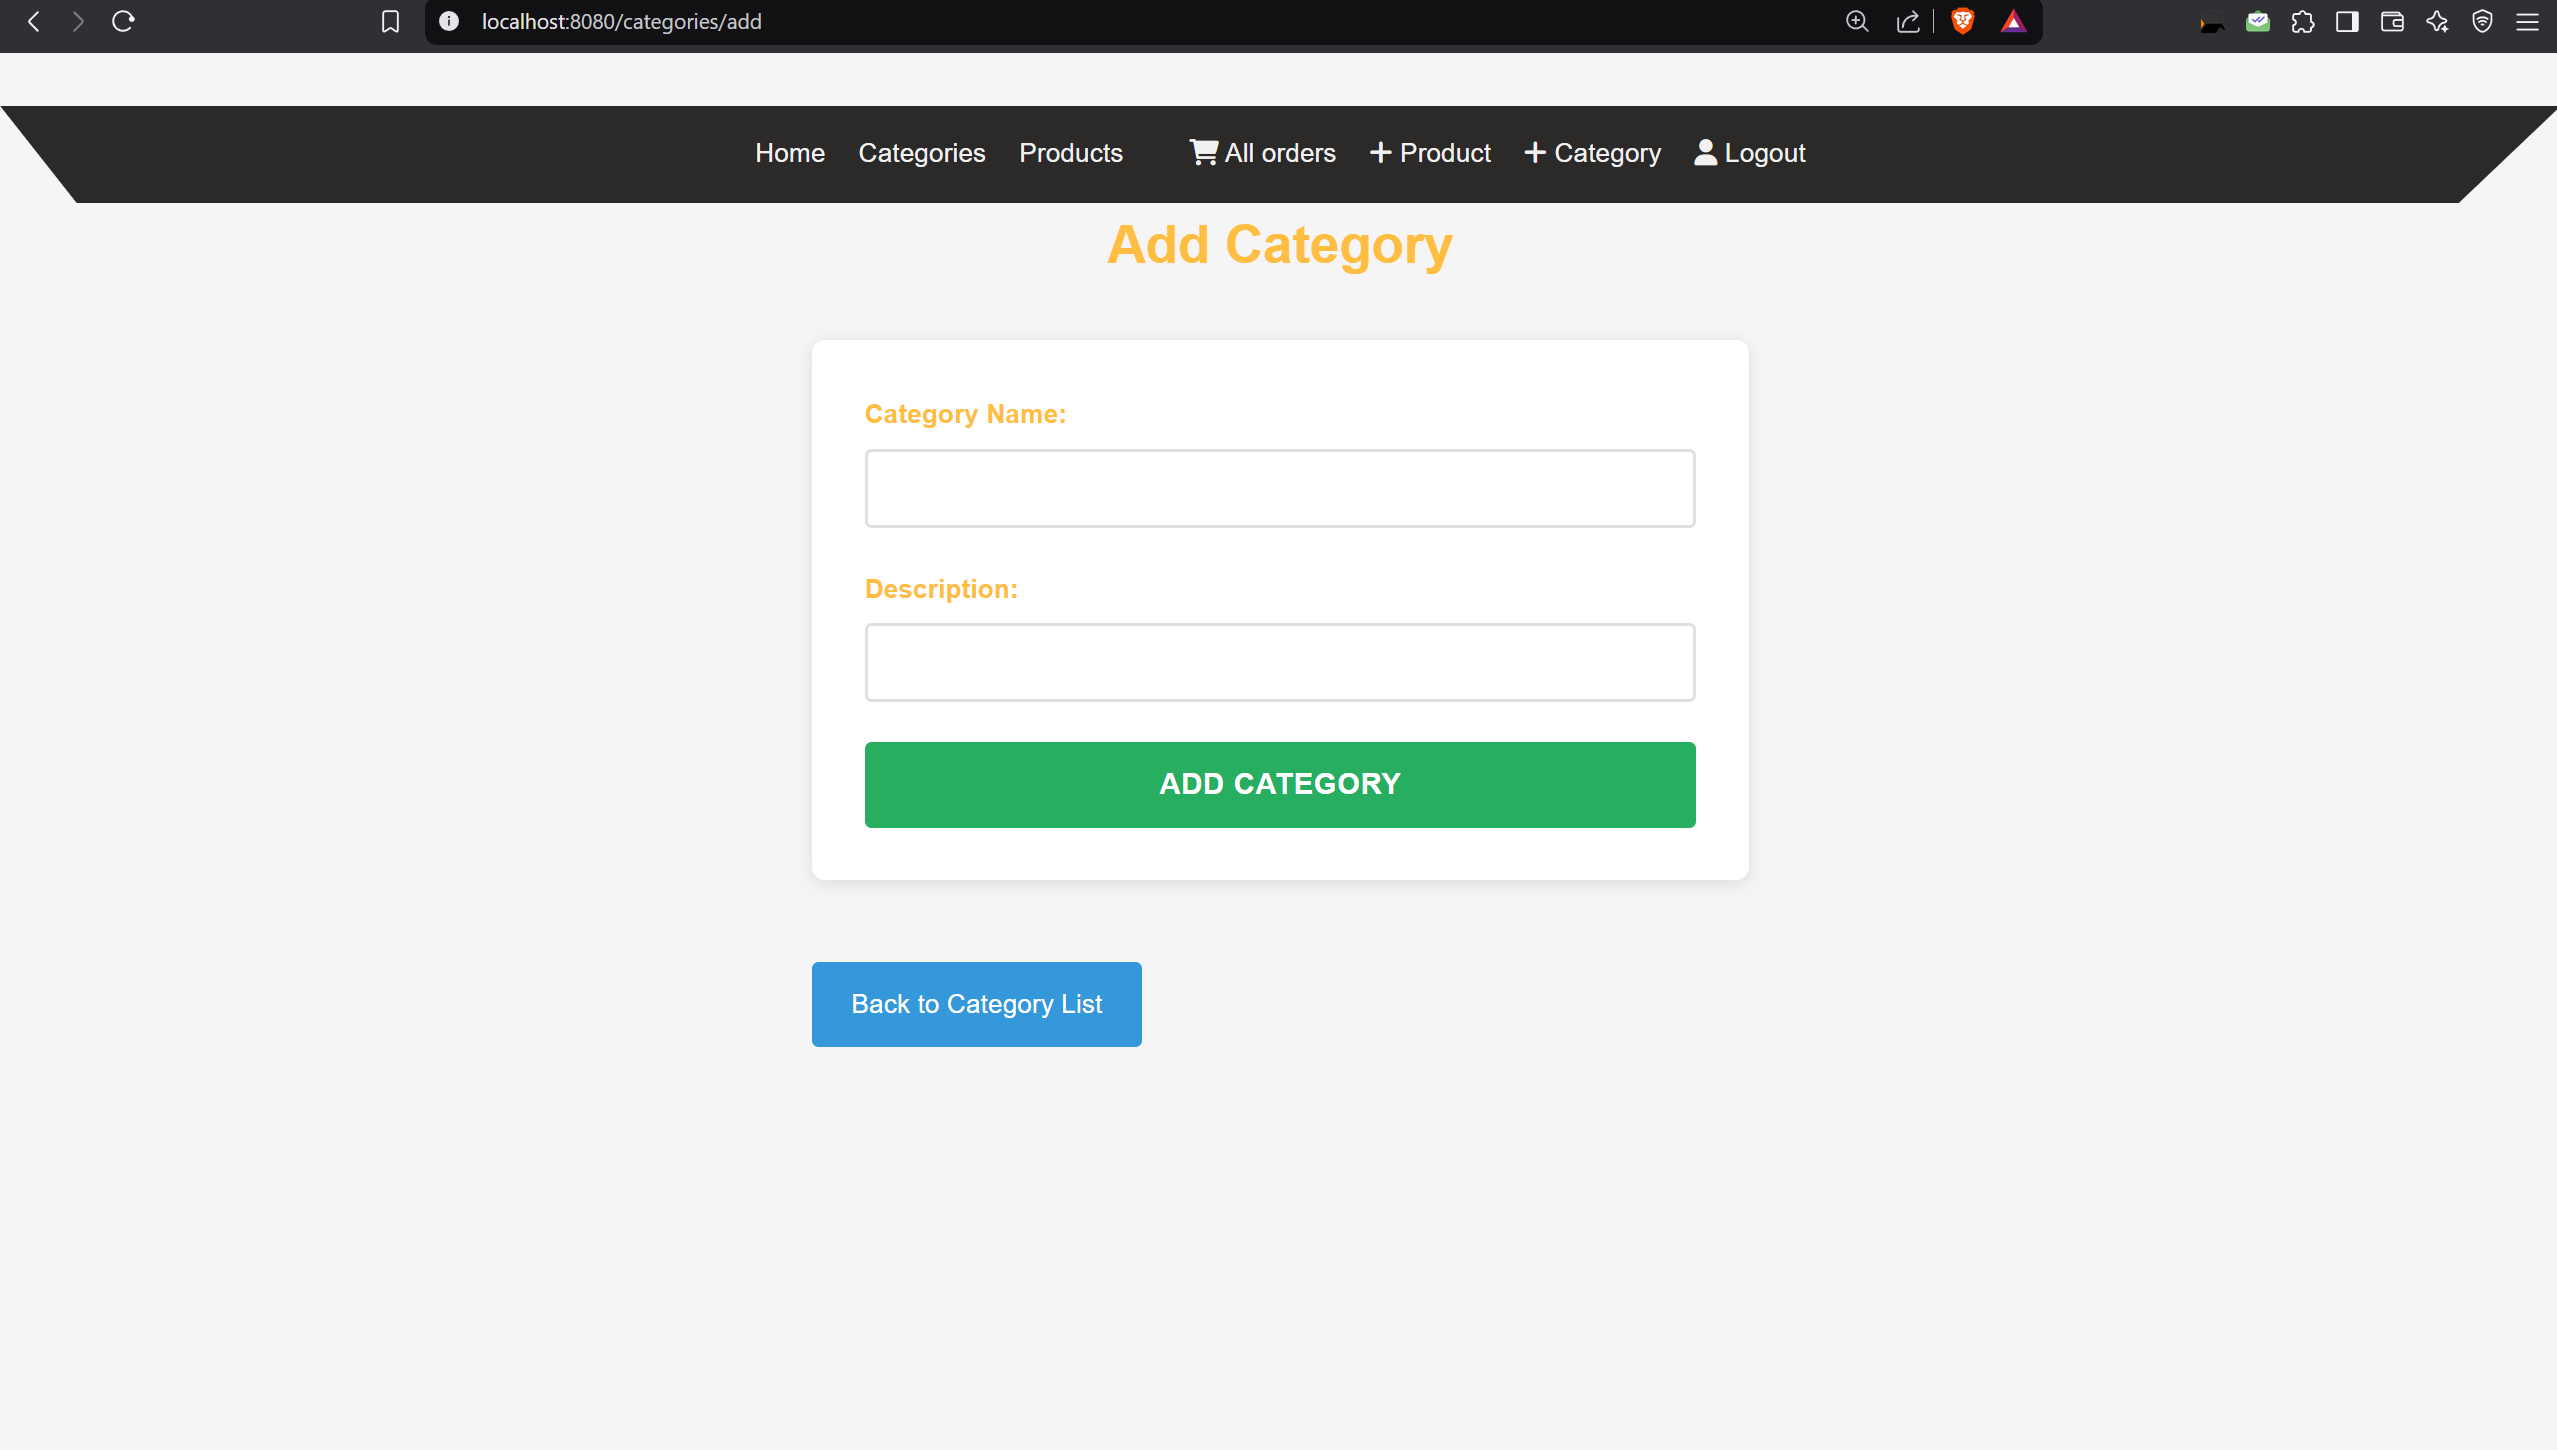 localhost:8080/categories/add
Home Categories Products All orders + Product + Category Logout
Add Category
Category Name:
Description:
ADD CATEGORY
Back to Category List